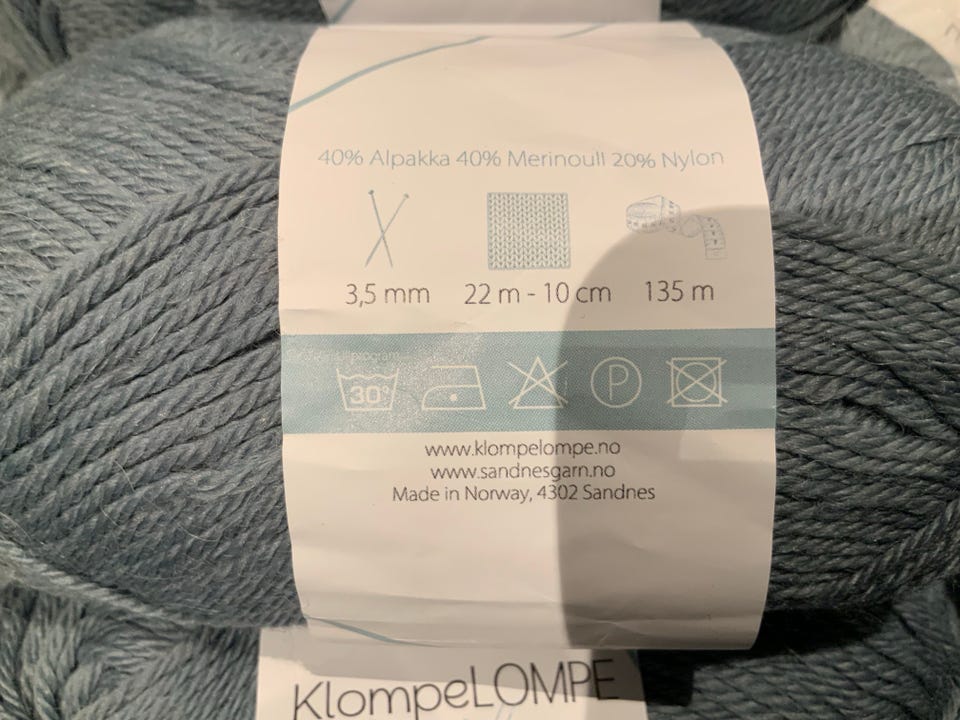 40% Alpakka 40% Merinoull 20% Nylon
3,5 mm 22 m - 10 cm 135 m
program
30° P
www.klompelompe.no
www.sandnesgarn.no
Made in Norway, 4302 Sandnes
KlompeLOMPE